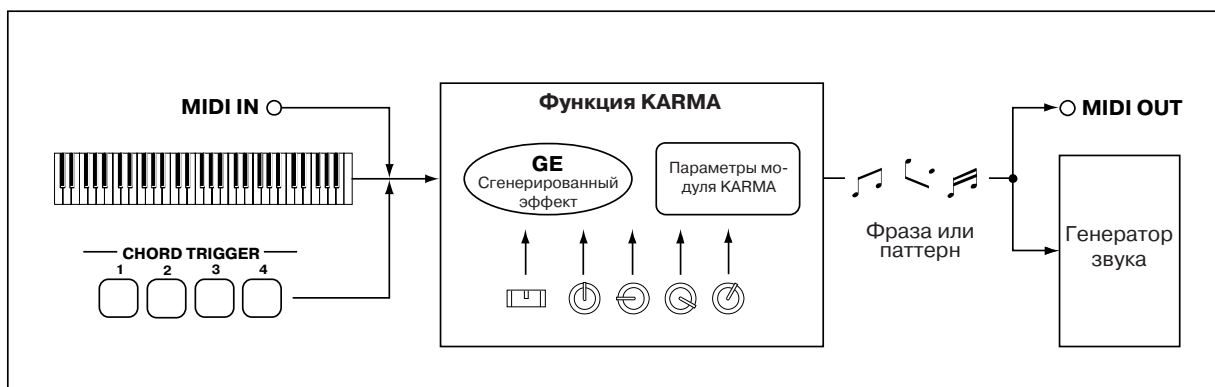 MIDI IN
CHORD TRIGGER
1 2 3 4
Функция KARMA
GE
Сгенерированный
эффект
Параметры мо-
дуля KARMA
Фраза или
паттерн
MIDI OUT
Генератор
звука